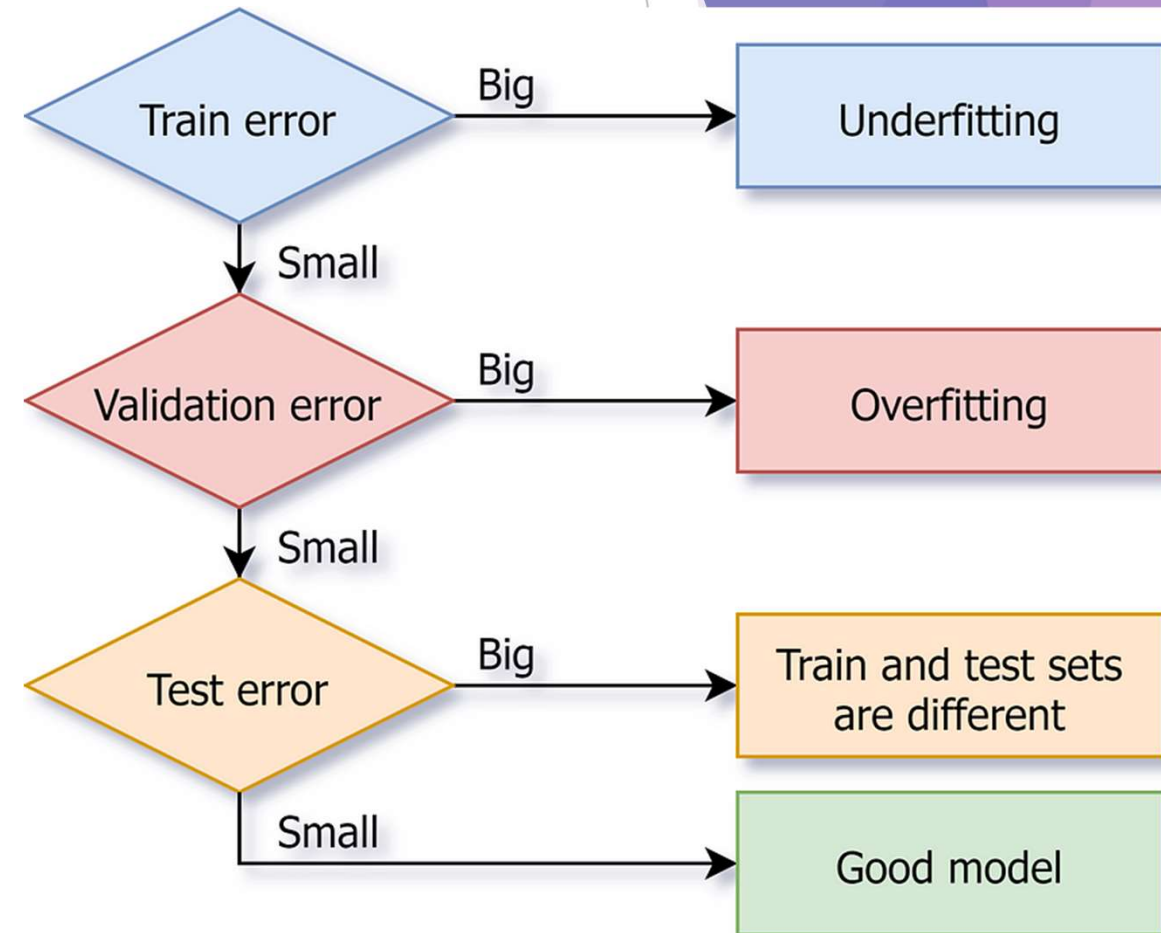 Train error
Big
Underfitting
Small
Validation error
Big
Overfitting
Small
Test error
Big
Train and test sets
are different
Small
Good model